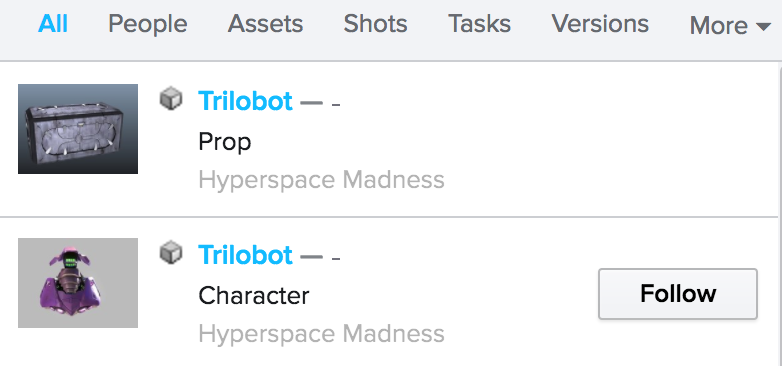 All People Assets Shots Tasks Versions More
Trilobot — -
Prop
Hyperspace Madness
Trilobot — -
Character
Follow
Hyperspace Madness